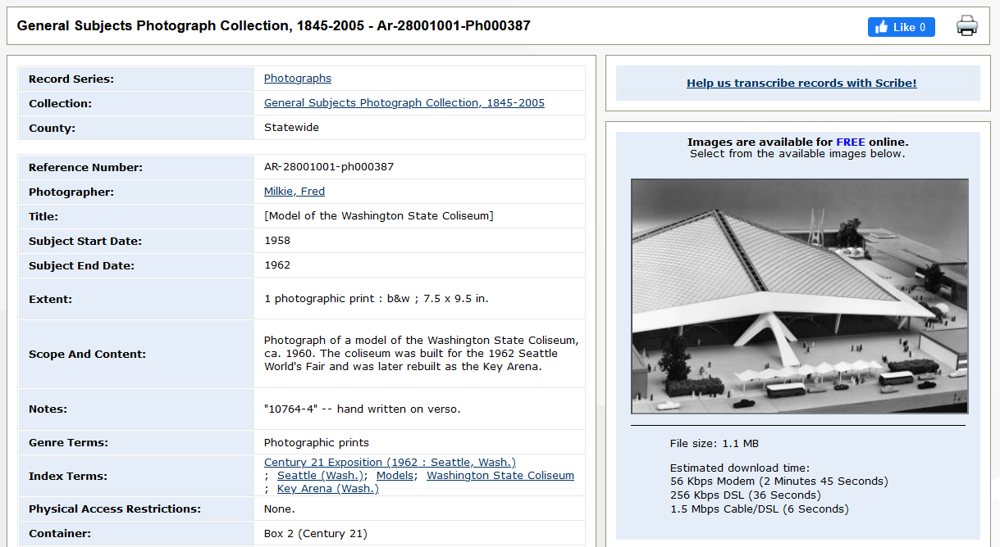 General Subjects Photograph Collection, 1845-2005 - Ar-28001001-Ph000387
Like 0
Record Series: Photographs
Collection: General Subjects Photograph Collection, 1845-2005
County: Statewide
Reference Number: AR-28001001-ph000387
Photographer: Milkie, Fred
Title: [Model of the Washington State Coliseum]
Subject Start Date: 1958
Subject End Date: 1962
Extent: 1 photographic print : b&w ; 7.5 x 9.5 in.
Scope And Content: Photograph of a model of the Washington State Coliseum,
ca. 1960. The coliseum was built for the 1962 Seattle
World's Fair and was later rebuilt as the Key Arena.
Notes: "10764-4" -- hand written on verso.
Genre Terms: Photographic prints
Index Terms: Century 21 Exposition (1962 : Seattle, Wash.)
; Seattle (Wash.); Models; Washington State Coliseum
; Key Arena (Wash.)
Physical Access Restrictions: None.
Container: Box 2 (Century 21)
Help us transcribe records with Scribe!
Images are available for FREE online.
Select from the available images below.
File size: 1.1 MB
Estimated download time:
56 Kbps Modem (2 Minutes 45 Seconds)
256 Kbps DSL (36 Seconds)
1.5 Mbps Cable/DSL (6 Seconds)